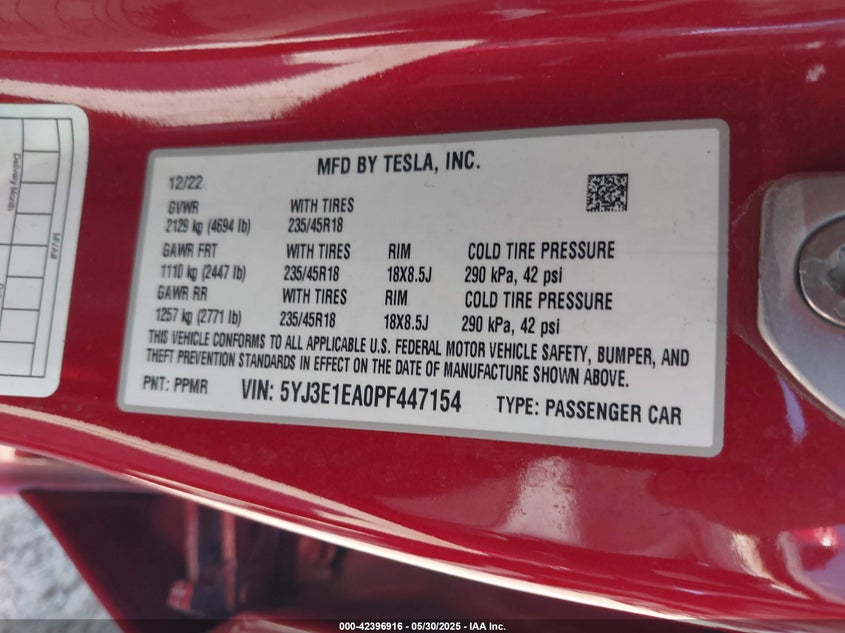 MFD BY TESLA, INC.
12/22
GVWR WITH TIRES
2129 kg (4694 lb) 235/45R18
GAWR FRT WITH TIRES RIM COLD TIRE PRESSURE
1110 kg (2447 lb) 235/45R18 18X8.5J 290 kPa, 42 psi
GAWR RR WITH TIRES RIM COLD TIRE PRESSURE
1257 kg (2771 lb) 235/45R18 18X8.5J 290 kPa, 42 psi
THIS VEHICLE CONFORMS TO ALL APPLICABLE U.S. FEDERAL MOTOR VEHICLE SAFETY, BUMPER, AND
THEFT PREVENTION STANDARDS IN EFFECT ON THE DATE OF MANUFACTURE SHOWN ABOVE.
PNT: PPMR VIN: 5YJ3E1EA0PF447154 TYPE: PASSENGER CAR
Delivery Month
MVAA
000-42396916 - 05/30/2025 - IAA Inc.